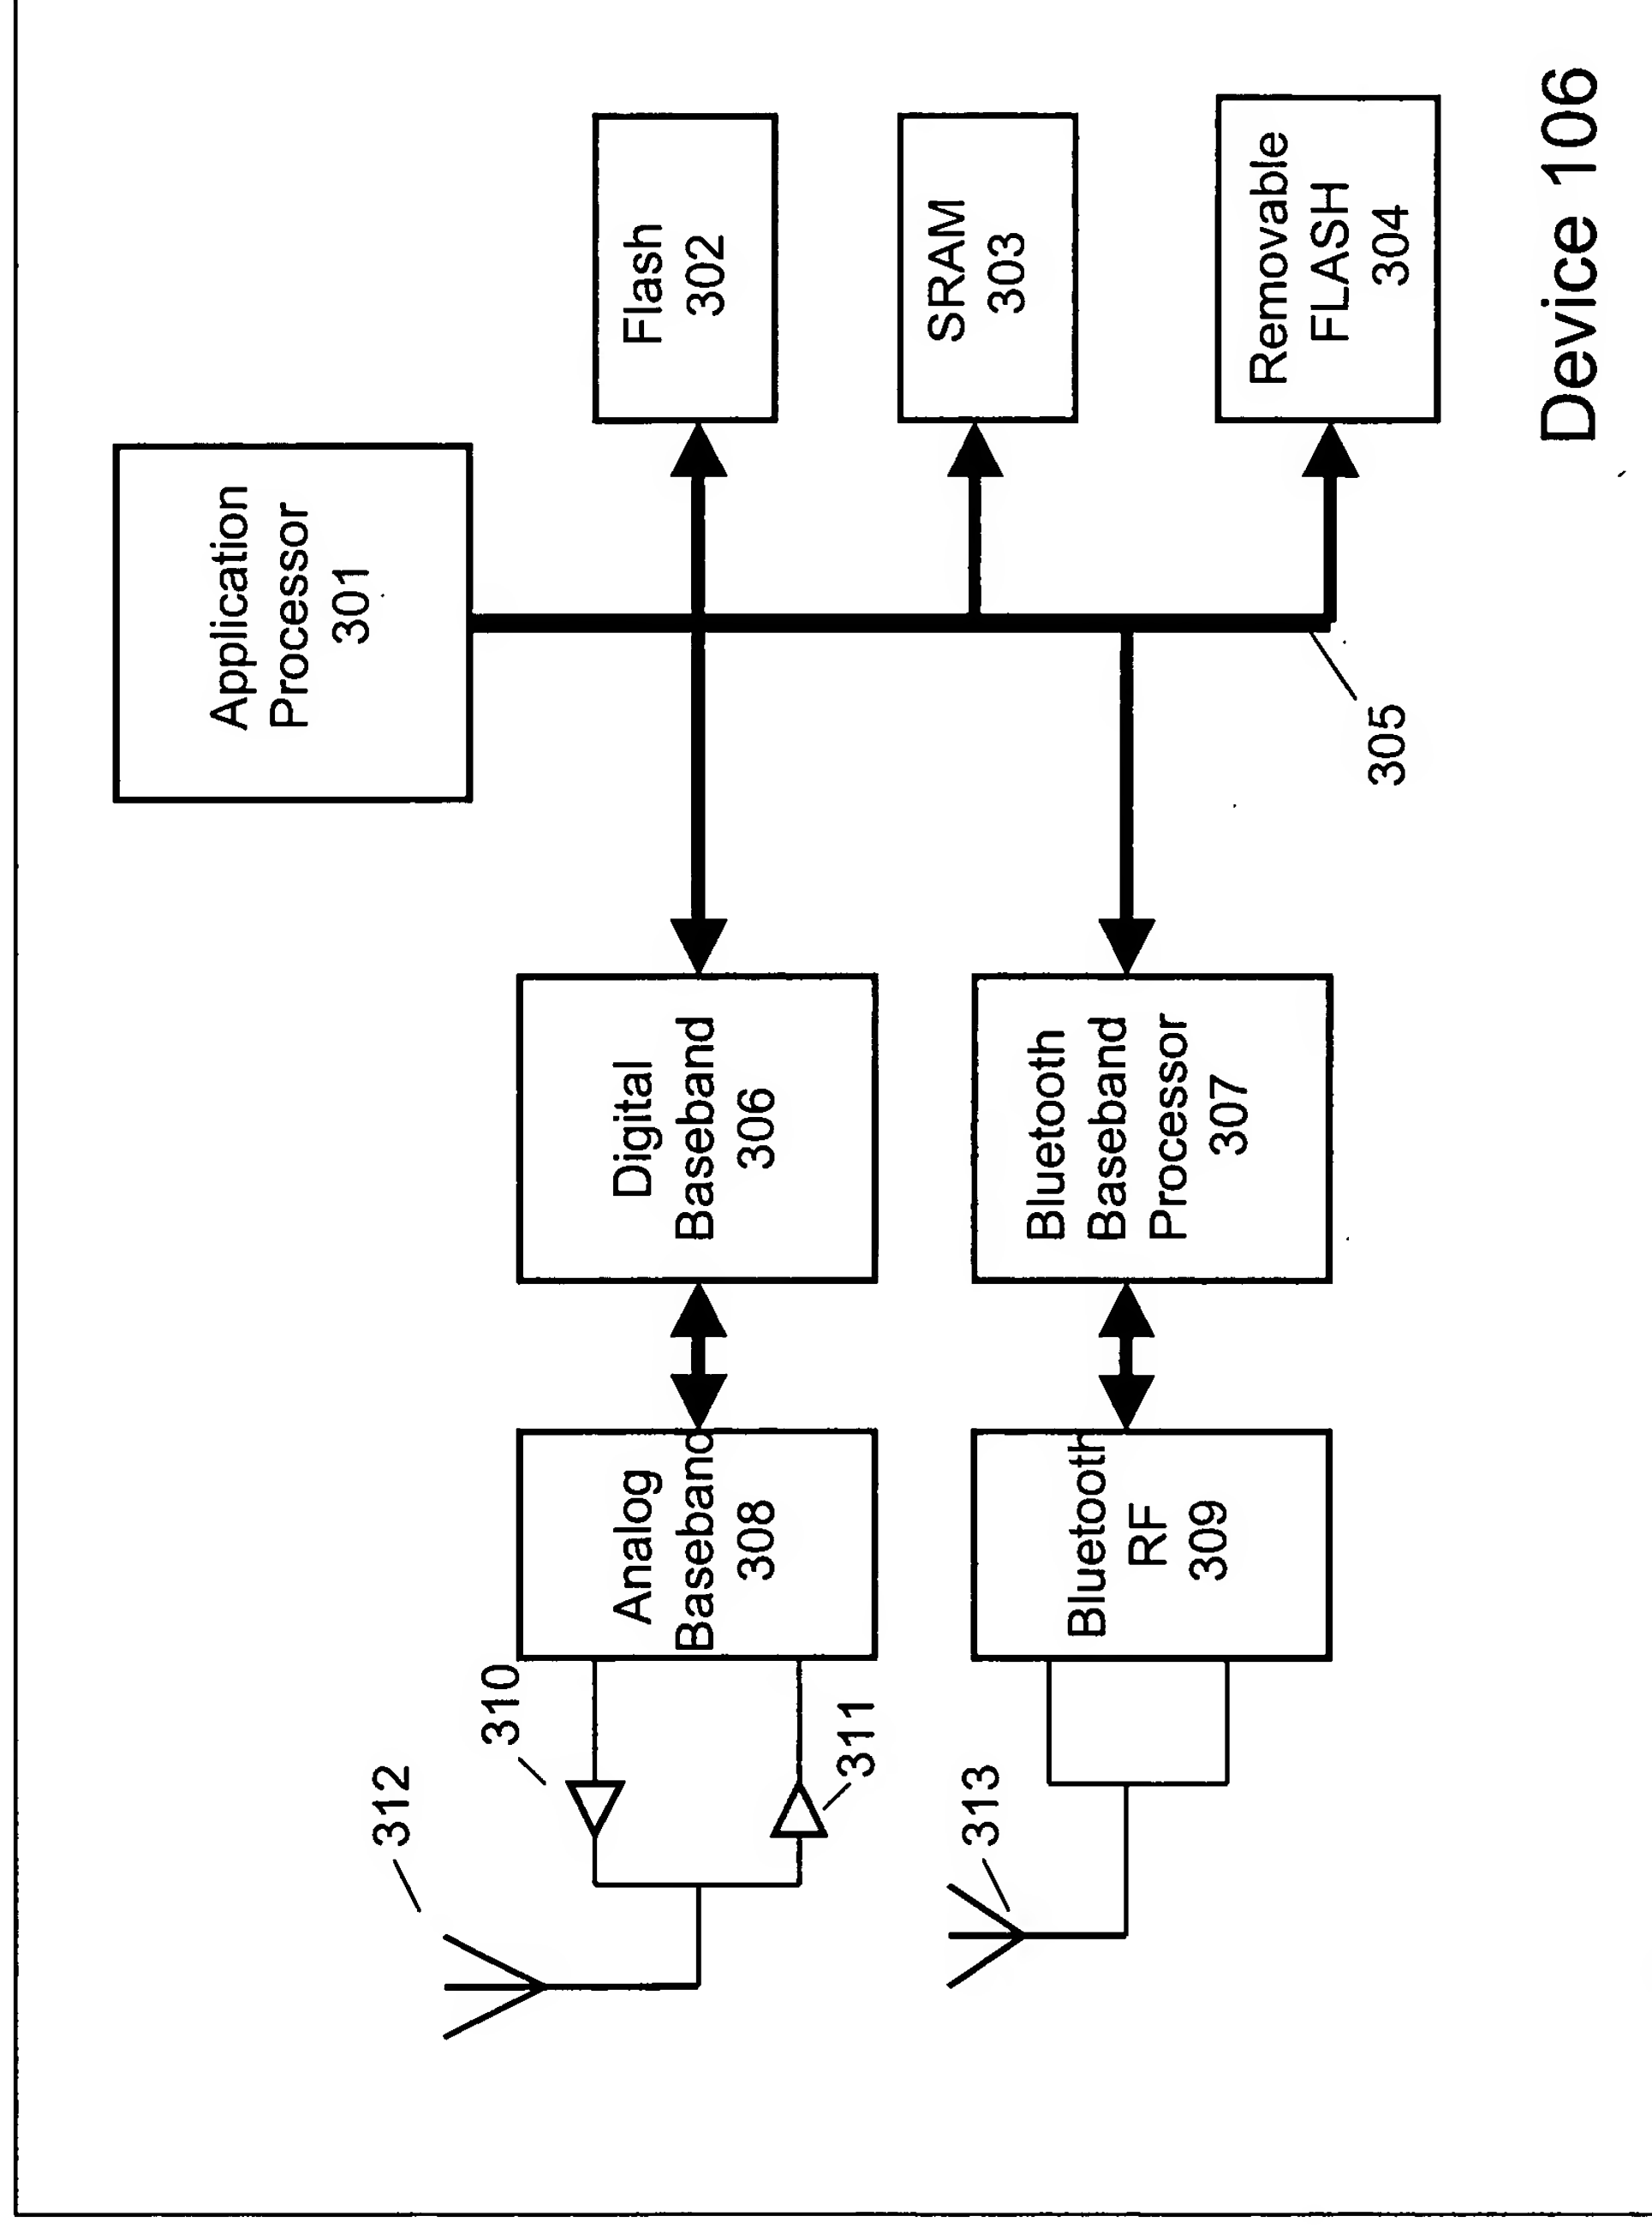 Application
Processor
301
Flash
302
SRAM
303
Removable
FLASH
304
305
Digital
Baseband
306
Bluetooth
Baseband
Processor
307
Analog
Baseband
308
Bluetooth
RF
309
310
311
312
313
Device 106